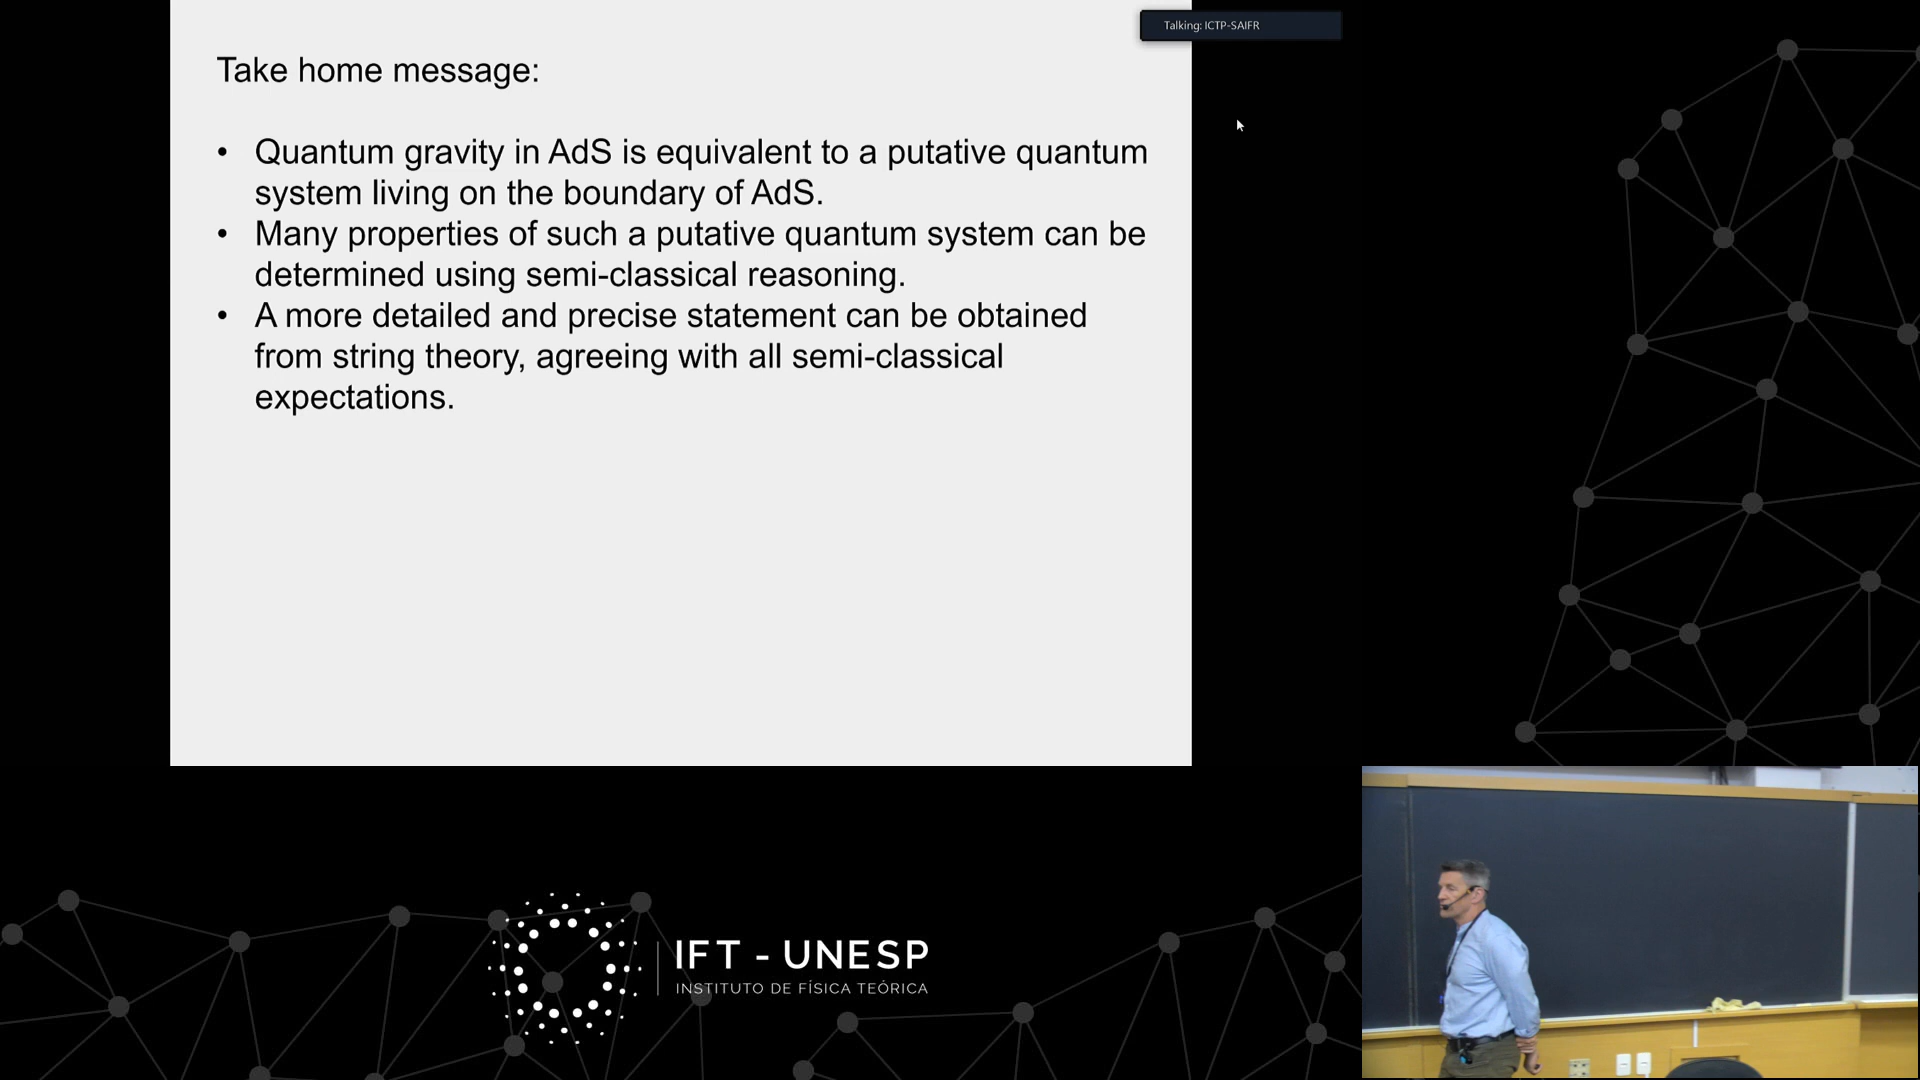 Talking: ICTP-SAIFR
Take home message:
• Quantum gravity in AdS is equivalent to a putative quantum
system living on the boundary of AdS.
• Many properties of such a putative quantum system can be
determined using semi-classical reasoning.
• A more detailed and precise statement can be obtained
from string theory, agreeing with all semi-classical
expectations.
IFT - UNESP
INSTITUTO DE FÍSICA TEÓRICA